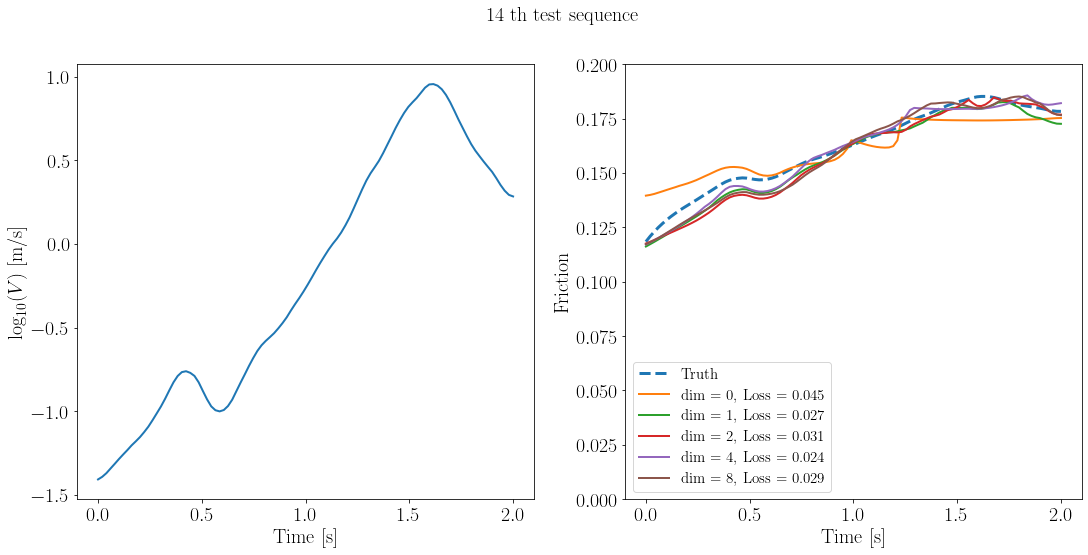 14 th test sequence
log10(V) [m/s]
1.0
0.5
0.0
−0.5
−1.0
−1.5
0.0 0.5 1.0 1.5 2.0
Time [s]
Friction
0.200
0.175
0.150
0.125
0.100
0.075
0.050
0.025
0.000
Truth
dim = 0, Loss = 0.045
dim = 1, Loss = 0.027
dim = 2, Loss = 0.031
dim = 4, Loss = 0.024
dim = 8, Loss = 0.029
0.0 0.5 1.0 1.5 2.0
Time [s]